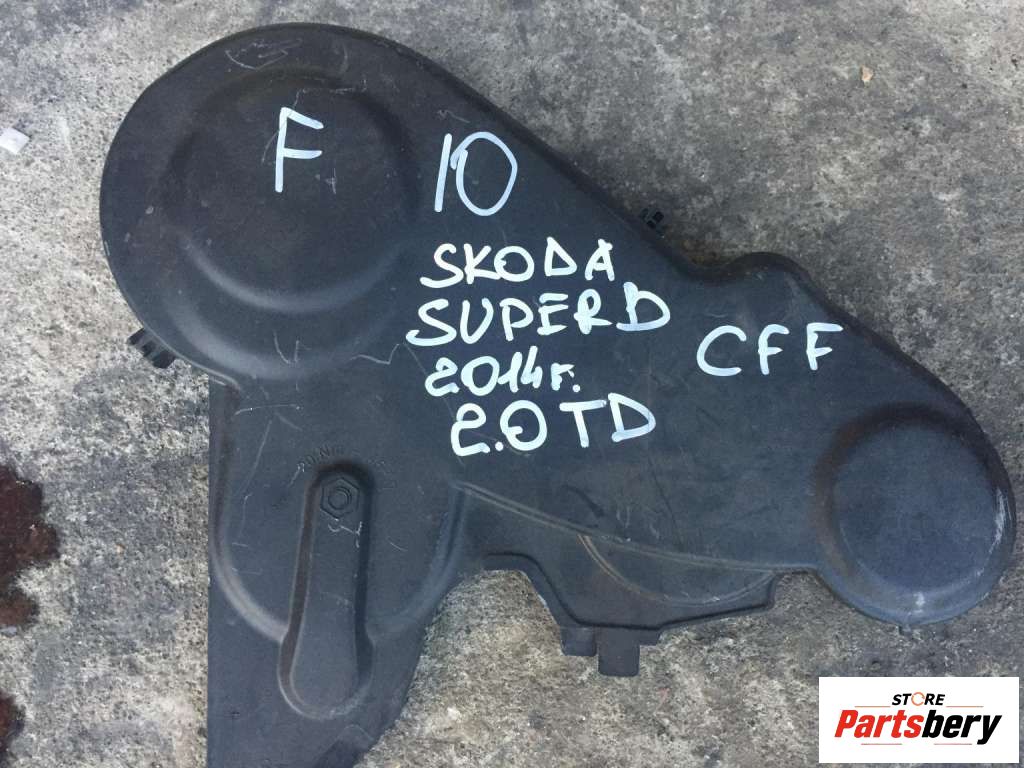 F 10
SKODA
SUPERD
CFF
2014г.
2.0TD
STORE
Partsbery